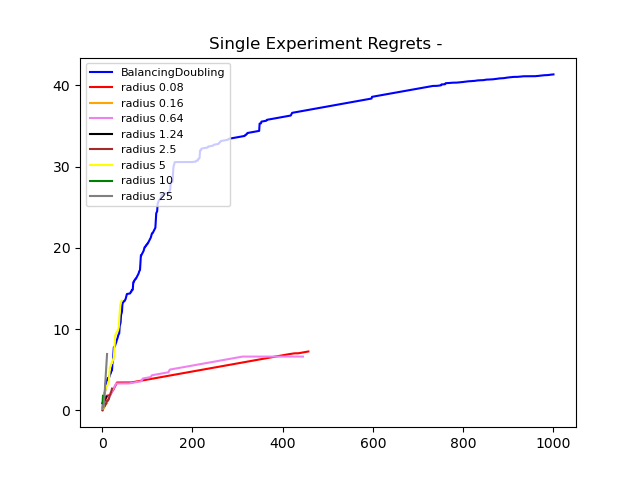 Single Experiment Regrets -
BalancingDoubling
radius 0.08
radius 0.16
radius 0.64
radius 1.24
radius 2.5
radius 5
radius 10
radius 25
40
30
20
10
0
0 200 400 600 800 1000